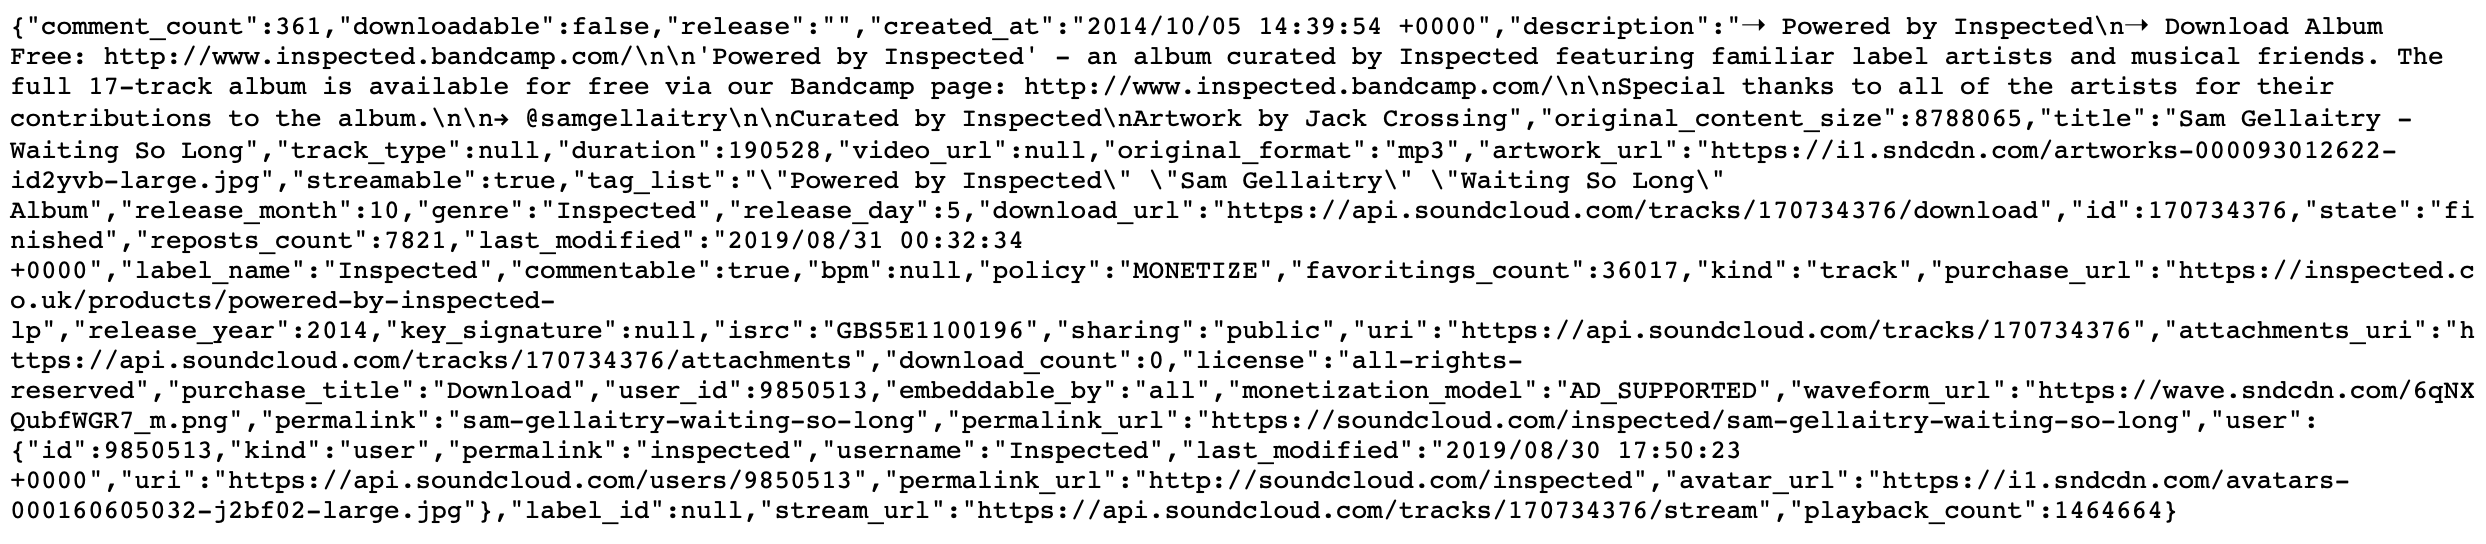 {"comment_count":361,"downloadable":false,"release":"","created_at":"2014/10/05 14:39:54 +0000","description":"→ Powered by Inspected\n→ Download Album
Free: http://www.inspected.bandcamp.com/\n\n'Powered by Inspected' – an album curated by Inspected featuring familiar label artists and musical friends. The
full 17-track album is available for free via our Bandcamp page: http://www.inspected.bandcamp.com/\n\nSpecial thanks to all of the artists for their
contributions to the album.\n\n→ @samgellaitry\n\nCurated by Inspected\nArtwork by Jack Crossing","original_content_size":8788065,"title":"Sam Gellaitry -
Waiting So Long","track_type":null,"duration":190528,"video_url":null,"original_format":"mp3","artwork_url":"https://i1.sndcdn.com/artworks-000093012622-
id2yvb-large.jpg","streamable":true,"tag_list":"\"Powered by Inspected\" \"Sam Gellaitry\" \"Waiting So Long\"
Album","release_month":10,"genre":"Inspected","release_day":5,"download_url":"https://api.soundcloud.com/tracks/170734376/download","id":170734376,"state":"fi
nished","reposts_count":7821,"last_modified":"2019/08/31 00:32:34
+0000","label_name":"Inspected","commentable":true,"bpm":null,"policy":"MONETIZE","favoritings_count":36017,"kind":"track","purchase_url":"https://inspected.c
o.uk/products/powered-by-inspected-
lp","release_year":2014,"key_signature":null,"isrc":"GBS5E1100196","sharing":"public","uri":"https://api.soundcloud.com/tracks/170734376","attachments_uri":"h
ttps://api.soundcloud.com/tracks/170734376/attachments","download_count":0,"license":"all-rights-
reserved","purchase_title":"Download","user_id":9850513,"embeddable_by":"all","monetization_model":"AD_SUPPORTED","waveform_url":"https://wave.sndcdn.com/6qNX
QubfWGR7_m.png","permalink":"sam-gellaitry-waiting-so-long","permalink_url":"https://soundcloud.com/inspected/sam-gellaitry-waiting-so-long","user":
{"id":9850513,"kind":"user","permalink":"inspected","username":"Inspected","last_modified":"2019/08/30 17:50:23
+0000","uri":"https://api.soundcloud.com/users/9850513","permalink_url":"http://soundcloud.com/inspected","avatar_url":"https://i1.sndcdn.com/avatars-
000160605032-j2bf02-large.jpg"},"label_id":null,"stream_url":"https://api.soundcloud.com/tracks/170734376/stream","playback_count":1464664}